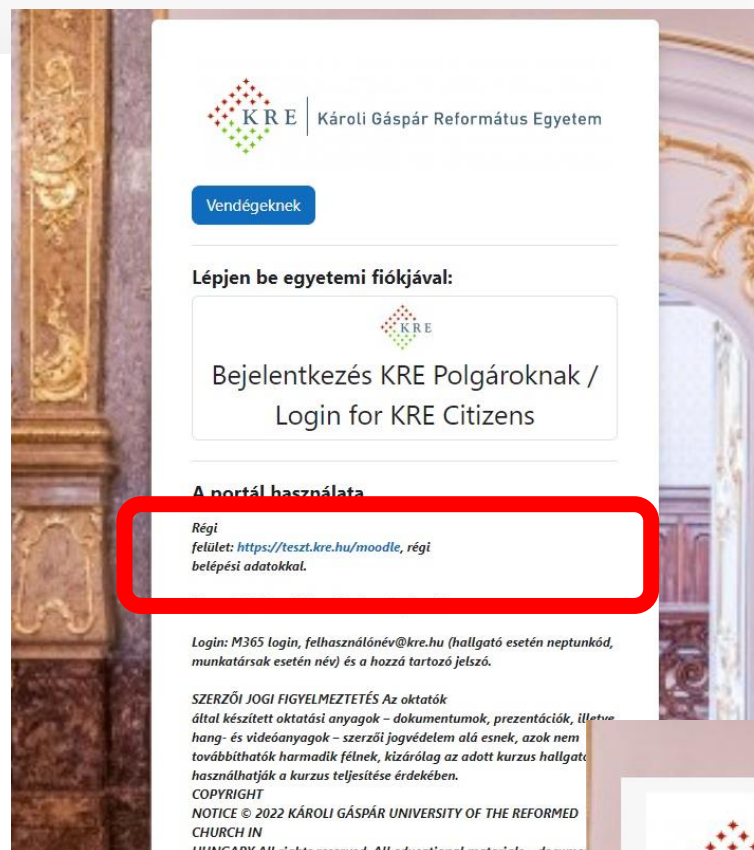 KRE Károli Gáspár Református Egyetem
Vendégeknek
Lépjen be egyetemi fiókjával:
KRE
Bejelentkezés KRE Polgároknak /
Login for KRE Citizens
A portál használata
Régi
felület: https://teszt.kre.hu/moodle, régi
belépési adatokkal.
Login: M365 login, felhasználónév@kre.hu (hallgató esetén neptunkód,
munkatársak esetén név) és a hozzá tartozó jelszó.
SZERZŐI JOGI FIGYELMEZTETÉS Az oktatók
által készített oktatási anyagok – dokumentumok, prezentációk, illetve
hang- és videóanyagok – szerzői jogvédelem alá esnek, azok nem
továbbíthatók harmadik félnek, kizárólag az adott kurzus
használhatják a kurzus teljesítése érdekében.
COPYRIGHT
NOTICE © 2022 KÁROLI GÁSPÁR UNIVERSITY OF THE REFORMED
CHURCH IN
HUNGARY All rights reserved. All educational materials –